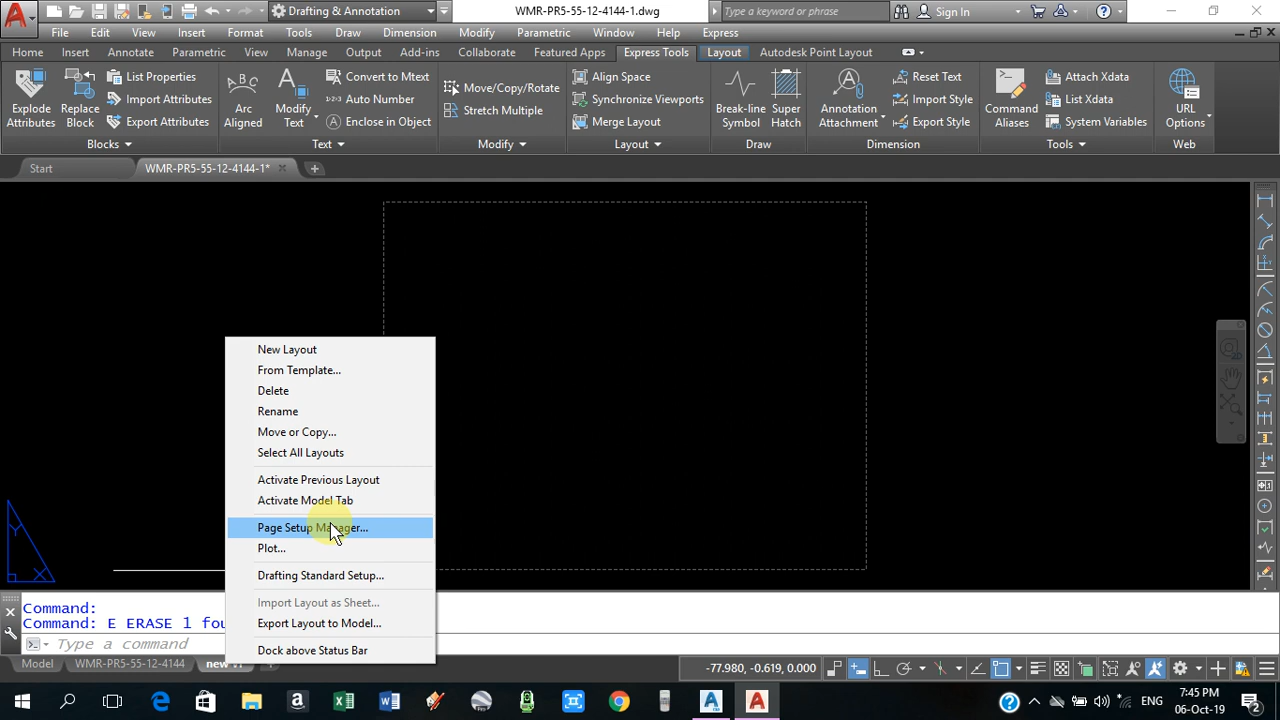 Drafting & Annotation
WMR-PR5-55-12-4144-1.dwg
Type a keyword or phrase
Sign In
File Edit View Insert Format Tools Draw Dimension Modify Parametric Window Help Express
Home Insert Annotate Parametric View Manage Output Add-ins Collaborate Featured Apps Express Tools Layout Autodesk Point Layout
Explode Attributes
Replace Block
List Properties
Import Attributes
Export Attributes
Blocks
Arc Aligned
Modify Text
Convert to Mtext
Auto Number
Enclose in Object
Text
Move/Copy/Rotate
Stretch Multiple
Modify
Align Space
Synchronize Viewports
Merge Layout
Layout
Break-line Symbol
Super Hatch
Draw
Annotation Attachment
Reset Text
Import Style
Export Style
Dimension
Command Aliases
Attach Xdata
List Xdata
System Variables
Tools
URL Options
Web
Start
WMR-PR5-55-12-4144-1*
New Layout
From Template...
Delete
Rename
Move or Copy...
Select All Layouts
Activate Previous Layout
Activate Model Tab
Page Setup Manager...
Plot...
Drafting Standard Setup...
Import Layout as Sheet...
Export Layout to Model...
Dock above Status Bar
Y
X
Command:
Command: E ERASE 1 fou
Type a command
Model
WMR-PR5-55-12-4144
-77.980, -0.619, 0.000
ENG
7:45 PM
06-Oct-19
2